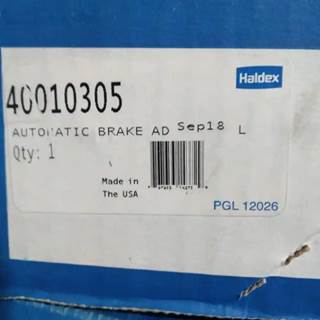 Haldex
40010305
AUTOMATIC BRAKE AD Sep18 L
Qty: 1
Made in
The USA
PGL 12026